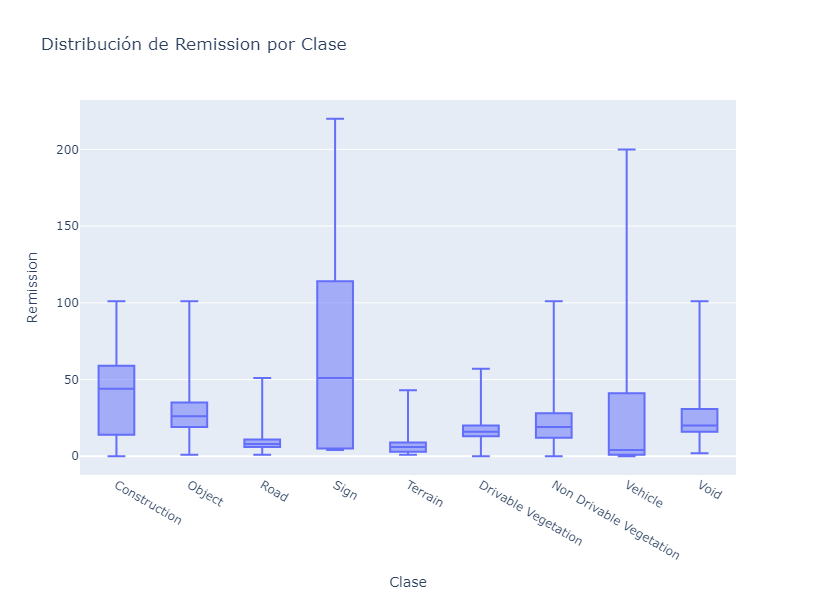 Distribución de Remission por Clase
Remission
200
150
100
50
0
Construction
Object
Road
Sign
Terrain
Drivable Vegetation
Non Drivable Vegetation
Vehicle
Void
Clase